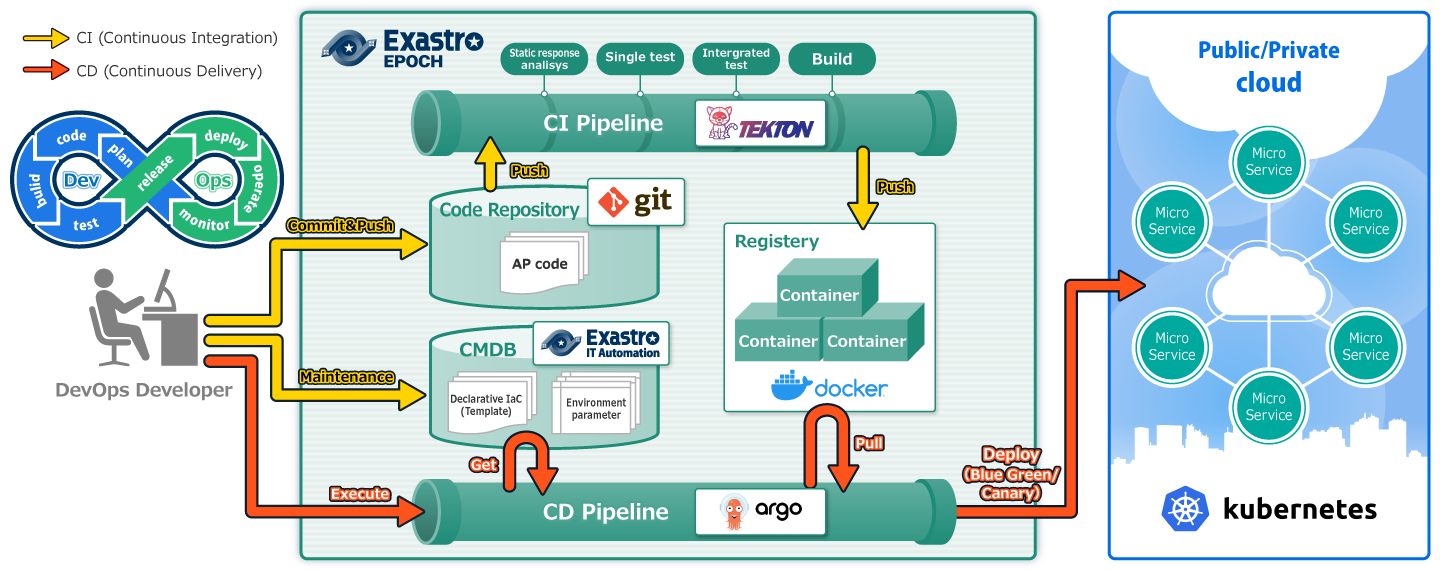 CI (Continuous Integration)
CD (Continuous Delivery)
code
plan
build
test
Dev
release
deploy
operate
monitor
Ops
DevOps Developer
Commit&Push
Maintenance
Execute
Exastro
EPOCH
Static response
analisys
Single test
Intergrated
test
Build
CI Pipeline
TEKTON
Push
Push
Code Repository
git
AP code
CMDB
Exastro
IT Automation
Declarative IaC
(Template)
Environment
parameter
Get
Registery
Container
Container
Container
docker
Pull
CD Pipeline
argo
Deploy
(Blue Green/
Canary)
Public/Private
cloud
Micro
Service
Micro
Service
Micro
Service
Micro
Service
Micro
Service
Micro
Service
kubernetes